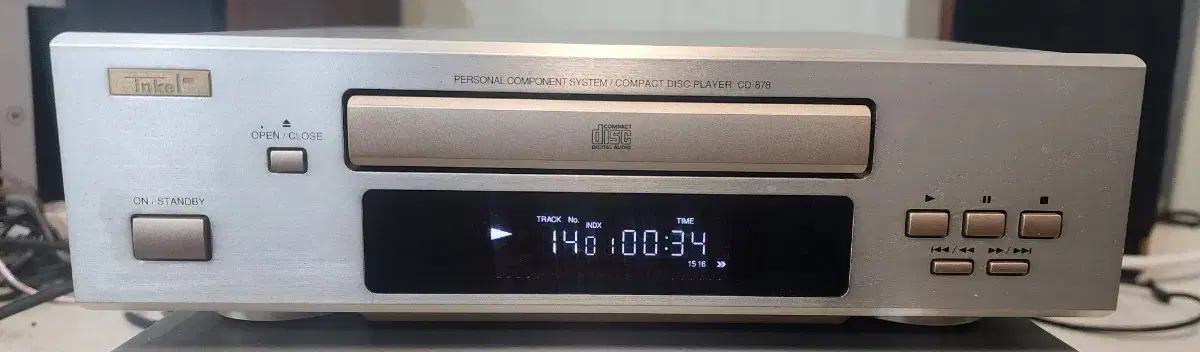 inkel
PERSONAL COMPONENT SYSTEM / COMPACT DISC PLAYER CD-878
OPEN / CLOSE
COMPACT
disc
DIGITAL AUDIO
ON / STANDBY
TRACK No. INDX TIME
14 01 00:34
15 16